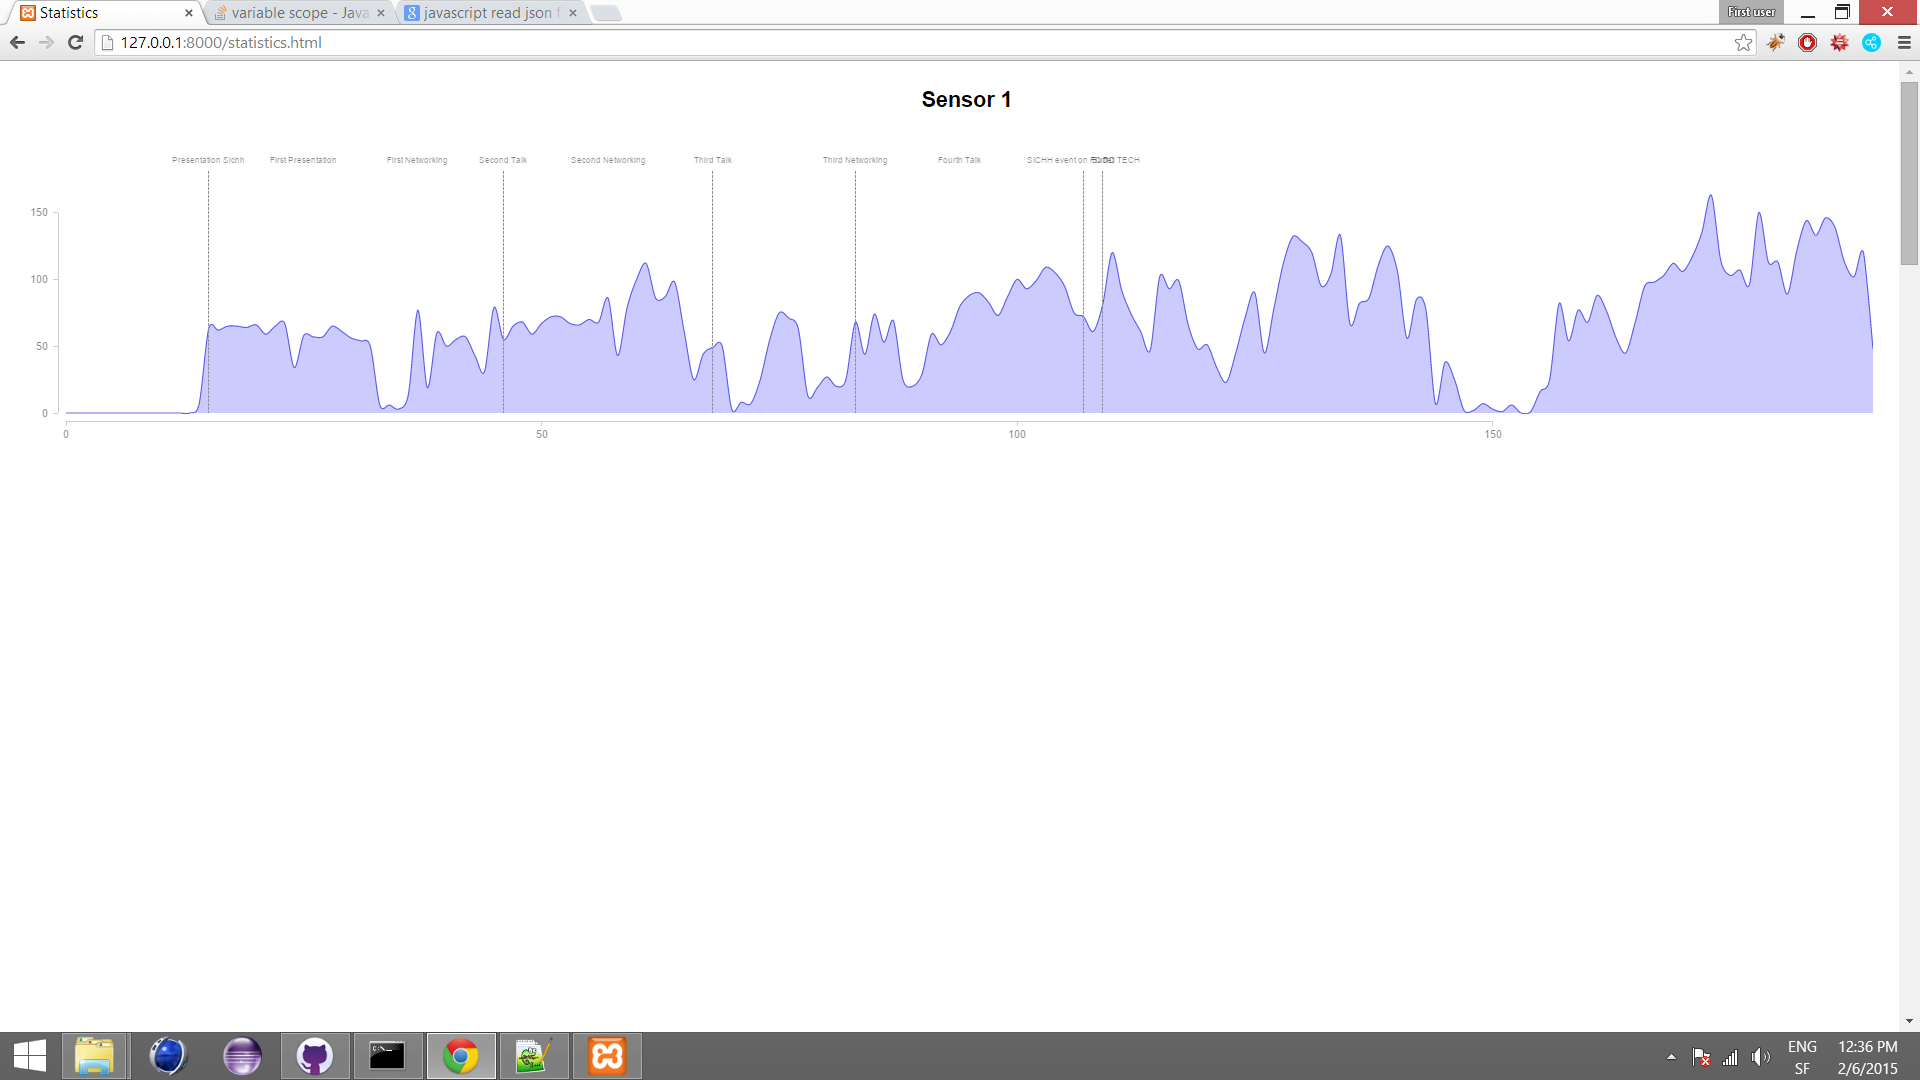 Statistics
variable scope - Java
javascript read json f
First user
127.0.0.1:8000/statistics.html
Sensor 1
Presentation Sichh
First Presentation
First Networking
Second Talk
Second Networking
Third Talk
Third Networking
Fourth Talk
SICHH event on
TECH
150
100
50
0
0
50
100
150
ENG
SF
12:36 PM
2/6/2015